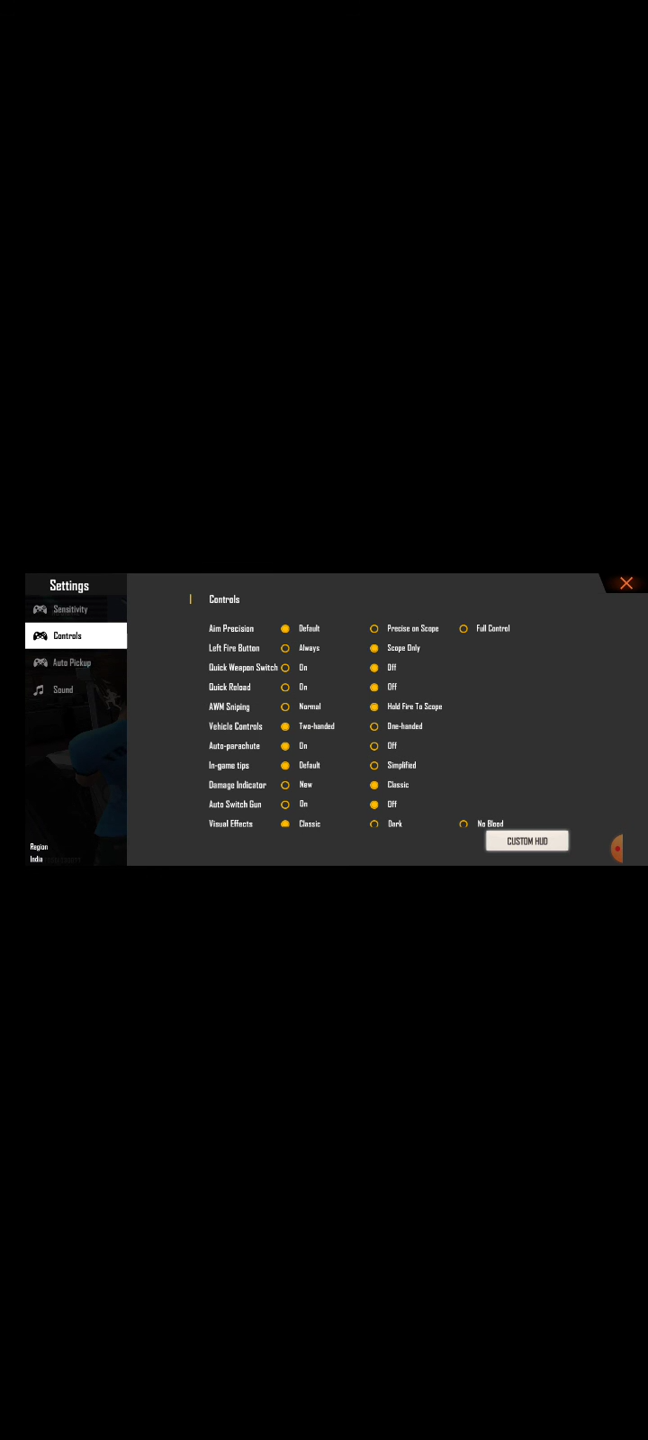 Settings
Sensitivity
Controls
Auto Pickup
Sound
Region
India
Controls
Aim Precision Default Precise on Scope Full Control
Left Fire Button Always Scope Only
Quick Weapon Switch On Off
Quick Reload On Off
AWM Sniping Normal Hold Fire To Scope
Vehicle Controls Two-handed One-handed
Auto-parachute On Off
In-game tips Default Simplified
Damage Indicator New Classic
Auto Switch Gun On Off
Visual Effects Classic Dark No Blood
CUSTOM HUD